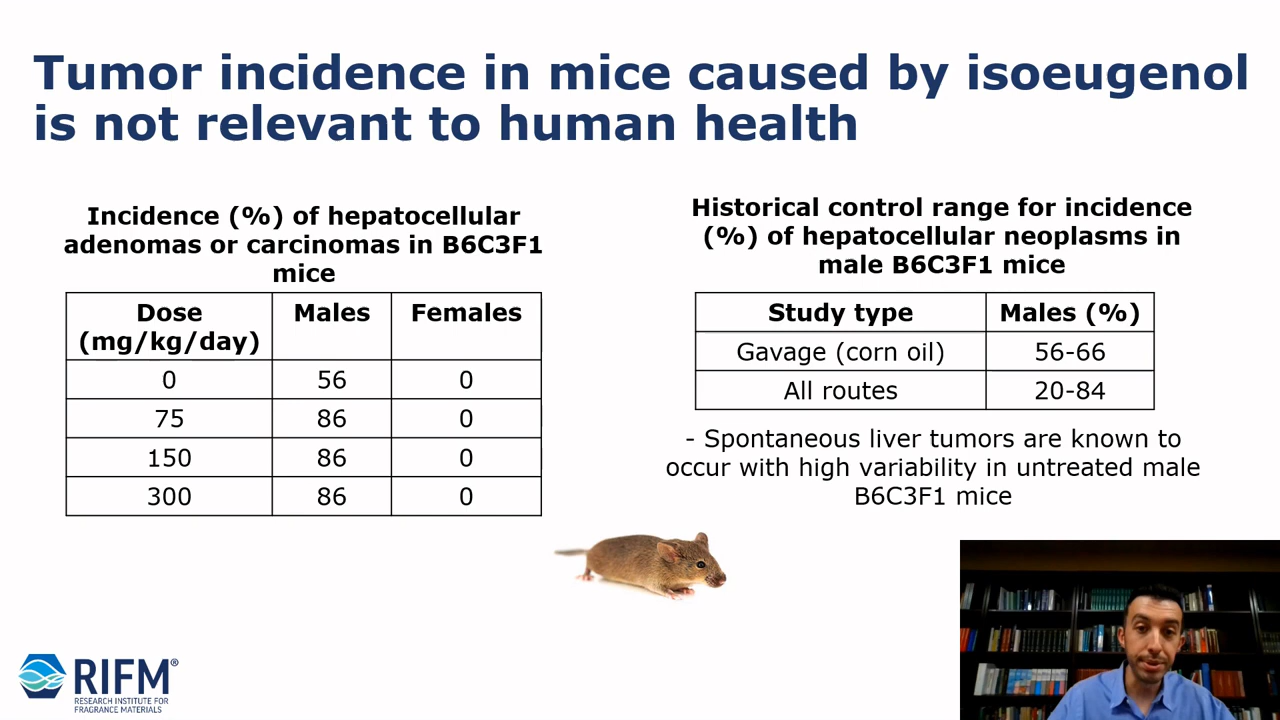 Tumor incidence in mice caused by isoeugenol
is not relevant to human health
Incidence (%) of hepatocellular
adenomas or carcinomas in B6C3F1
mice
Dose (mg/kg/day) Males Females
0 56 0
75 86 0
150 86 0
300 86 0
Historical control range for incidence
(%) of hepatocellular neoplasms in
male B6C3F1 mice
Study type Males (%)
Gavage (corn oil) 56-66
All routes 20-84
- Spontaneous liver tumors are known to
occur with high variability in untreated male
B6C3F1 mice
RIFM®
RESEARCH INSTITUTE FOR
FRAGRANCE MATERIALS